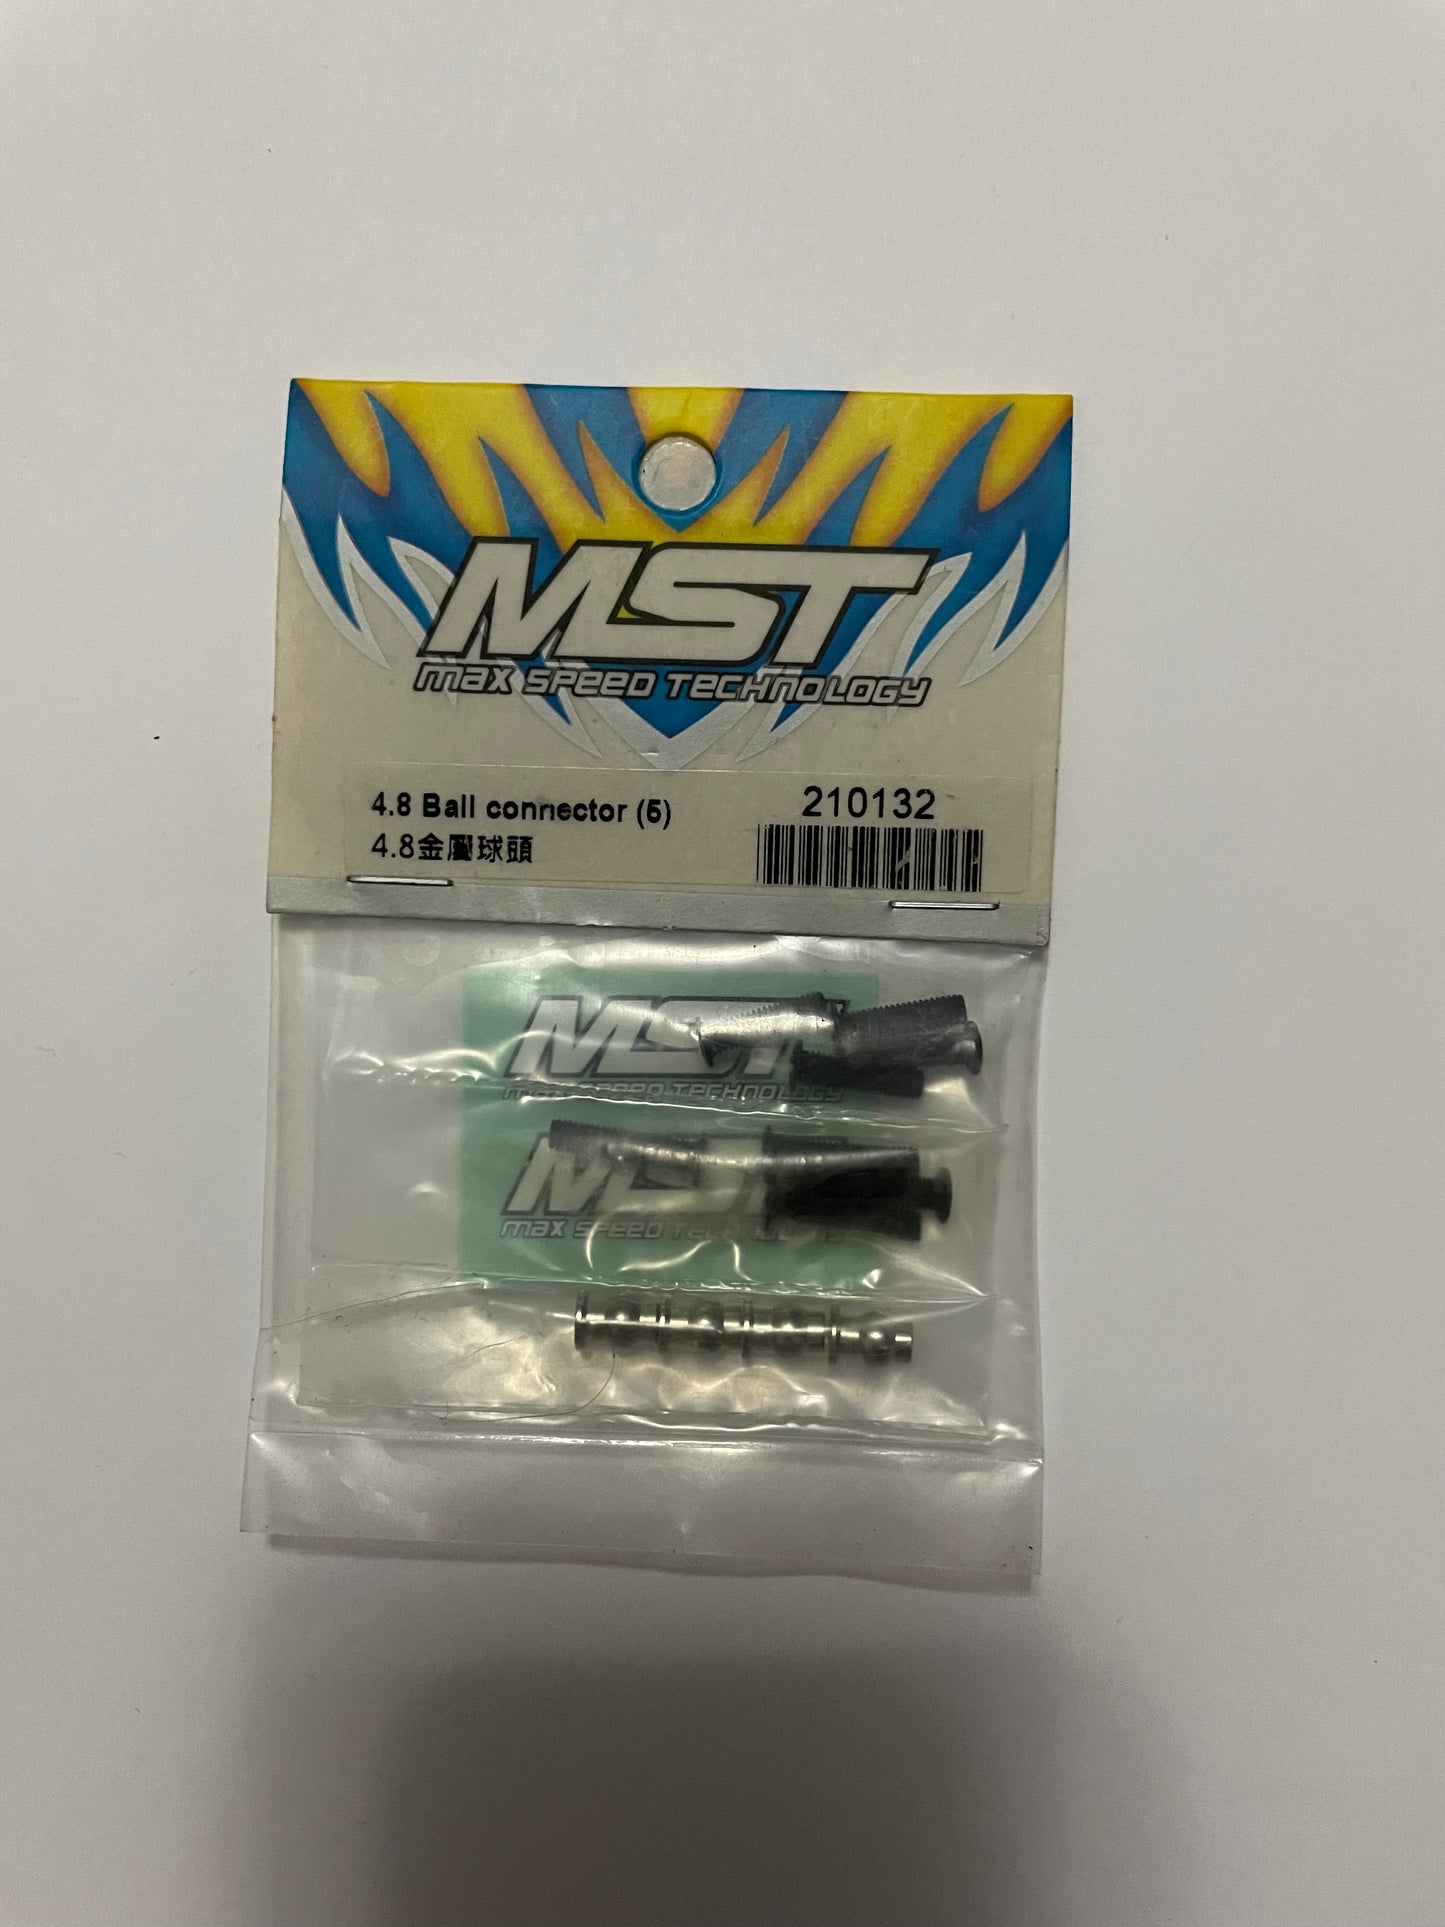 MST
MAX SPEED TECHNOLOGY
4.8 Ball connector (5)
210132
4.8金屬球頭
MST
MAX SPEED TECHNOLOGY
MST
MAX SPEED